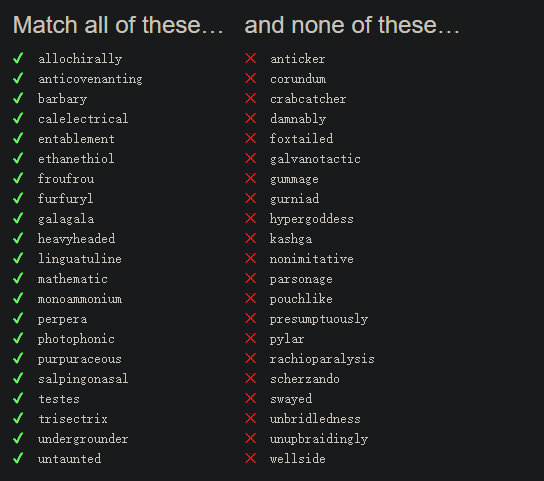 Match all of these… and none of these…
allochirally anticker
anticovenanting corundum
barbary crabcatcher
calelectrical damnably
entablement foxtailed
ethanethiol galvanotactic
froufrou gummage
furfuryl gurniad
galagala hypergoddess
heavyheaded kashga
linguatuline nonimitative
mathematic parsonage
monoammonium pouchlike
perpera presumptuously
photophonic pylar
purpuraceous rachioparalysis
salpingonasal scherzando
testes swayed
trisectrix unbridledness
undergrounder unupbraidingly
untaunted wellside